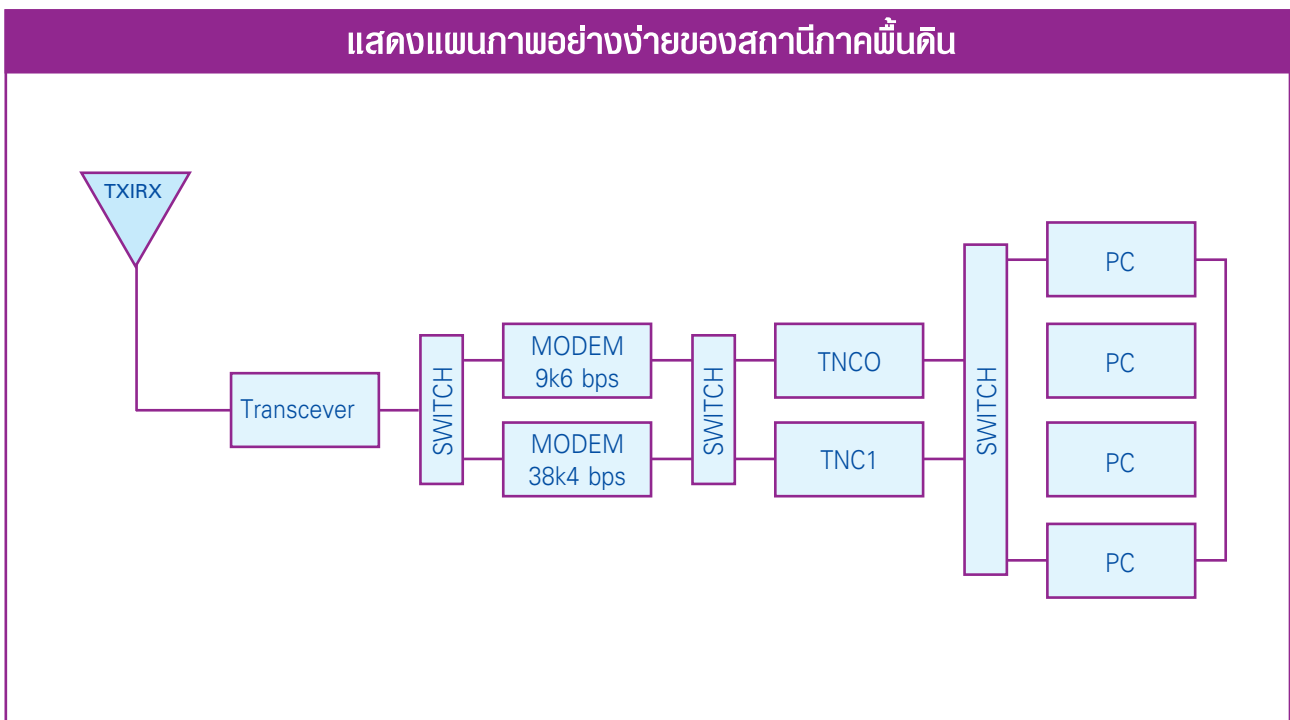 แสดงแผนภาพอย่างง่ายของสถานีภาคพื้นดิน
TXIRX
Transcever
SWITCH
MODEM
9k6 bps
MODEM
38k4 bps
SWITCH
TNCO
TNC1
SWITCH
PC
PC
PC
PC